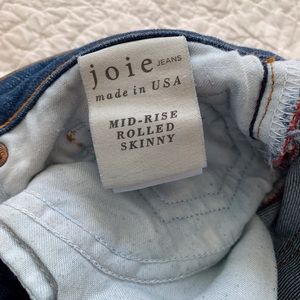 joie JEANS
made in USA
MID-RISE
ROLLED
SKINNY